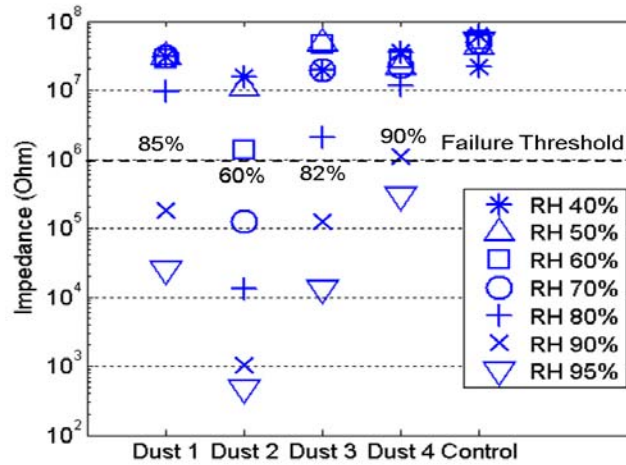 10^8
10^7
10^6
10^5
10^4
10^3
10^2
Impedance (Ohm)
85%
60%
82%
90%
Failure Threshold
RH 40%
RH 50%
RH 60%
RH 70%
RH 80%
RH 90%
RH 95%
Dust 1 Dust 2 Dust 3 Dust 4 Control